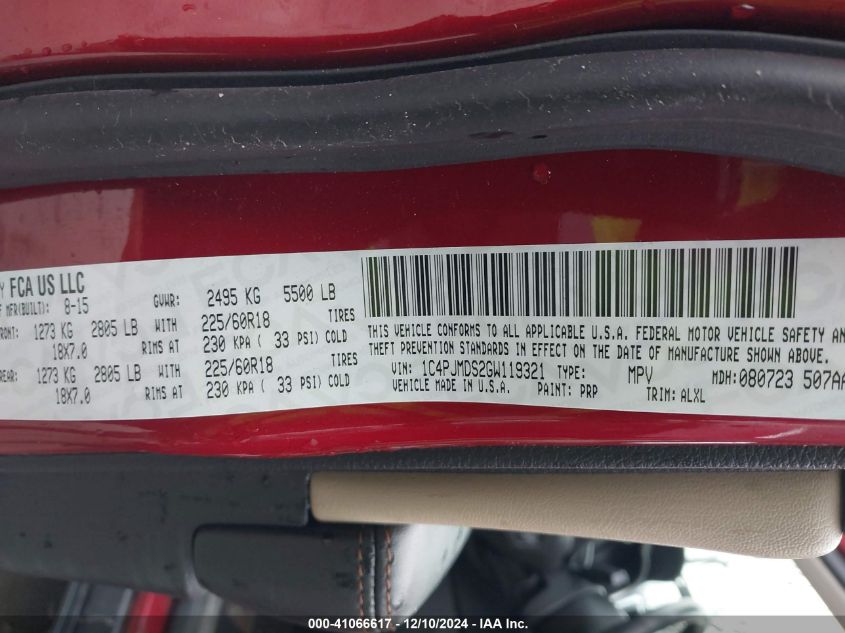 Y FCA US LLC
F MFR(BUILT): 8-15 GVWR: 2495 KG 5500 LB
FRONT: 1273 KG 2805 LB WITH 225/60R18 TIRES
18X7.0 RIMS AT 230 KPA ( 33 PSI) COLD
REAR: 1273 KG 2805 LB WITH 225/60R18 TIRES
18X7.0 RIMS AT 230 KPA ( 33 PSI) COLD
THIS VEHICLE CONFORMS TO ALL APPLICABLE U.S.A. FEDERAL MOTOR VEHICLE SAFETY AN
THEFT PREVENTION STANDARDS IN EFFECT ON THE DATE OF MANUFACTURE SHOWN ABOVE.
VIN: 1C4PJMDS2GW119321 TYPE: MPV MDH: 080723 507AA
VEHICLE MADE IN U.S.A. PAINT: PRP TRIM: ALXL
000-41066617 - 12/10/2024 - IAA Inc.